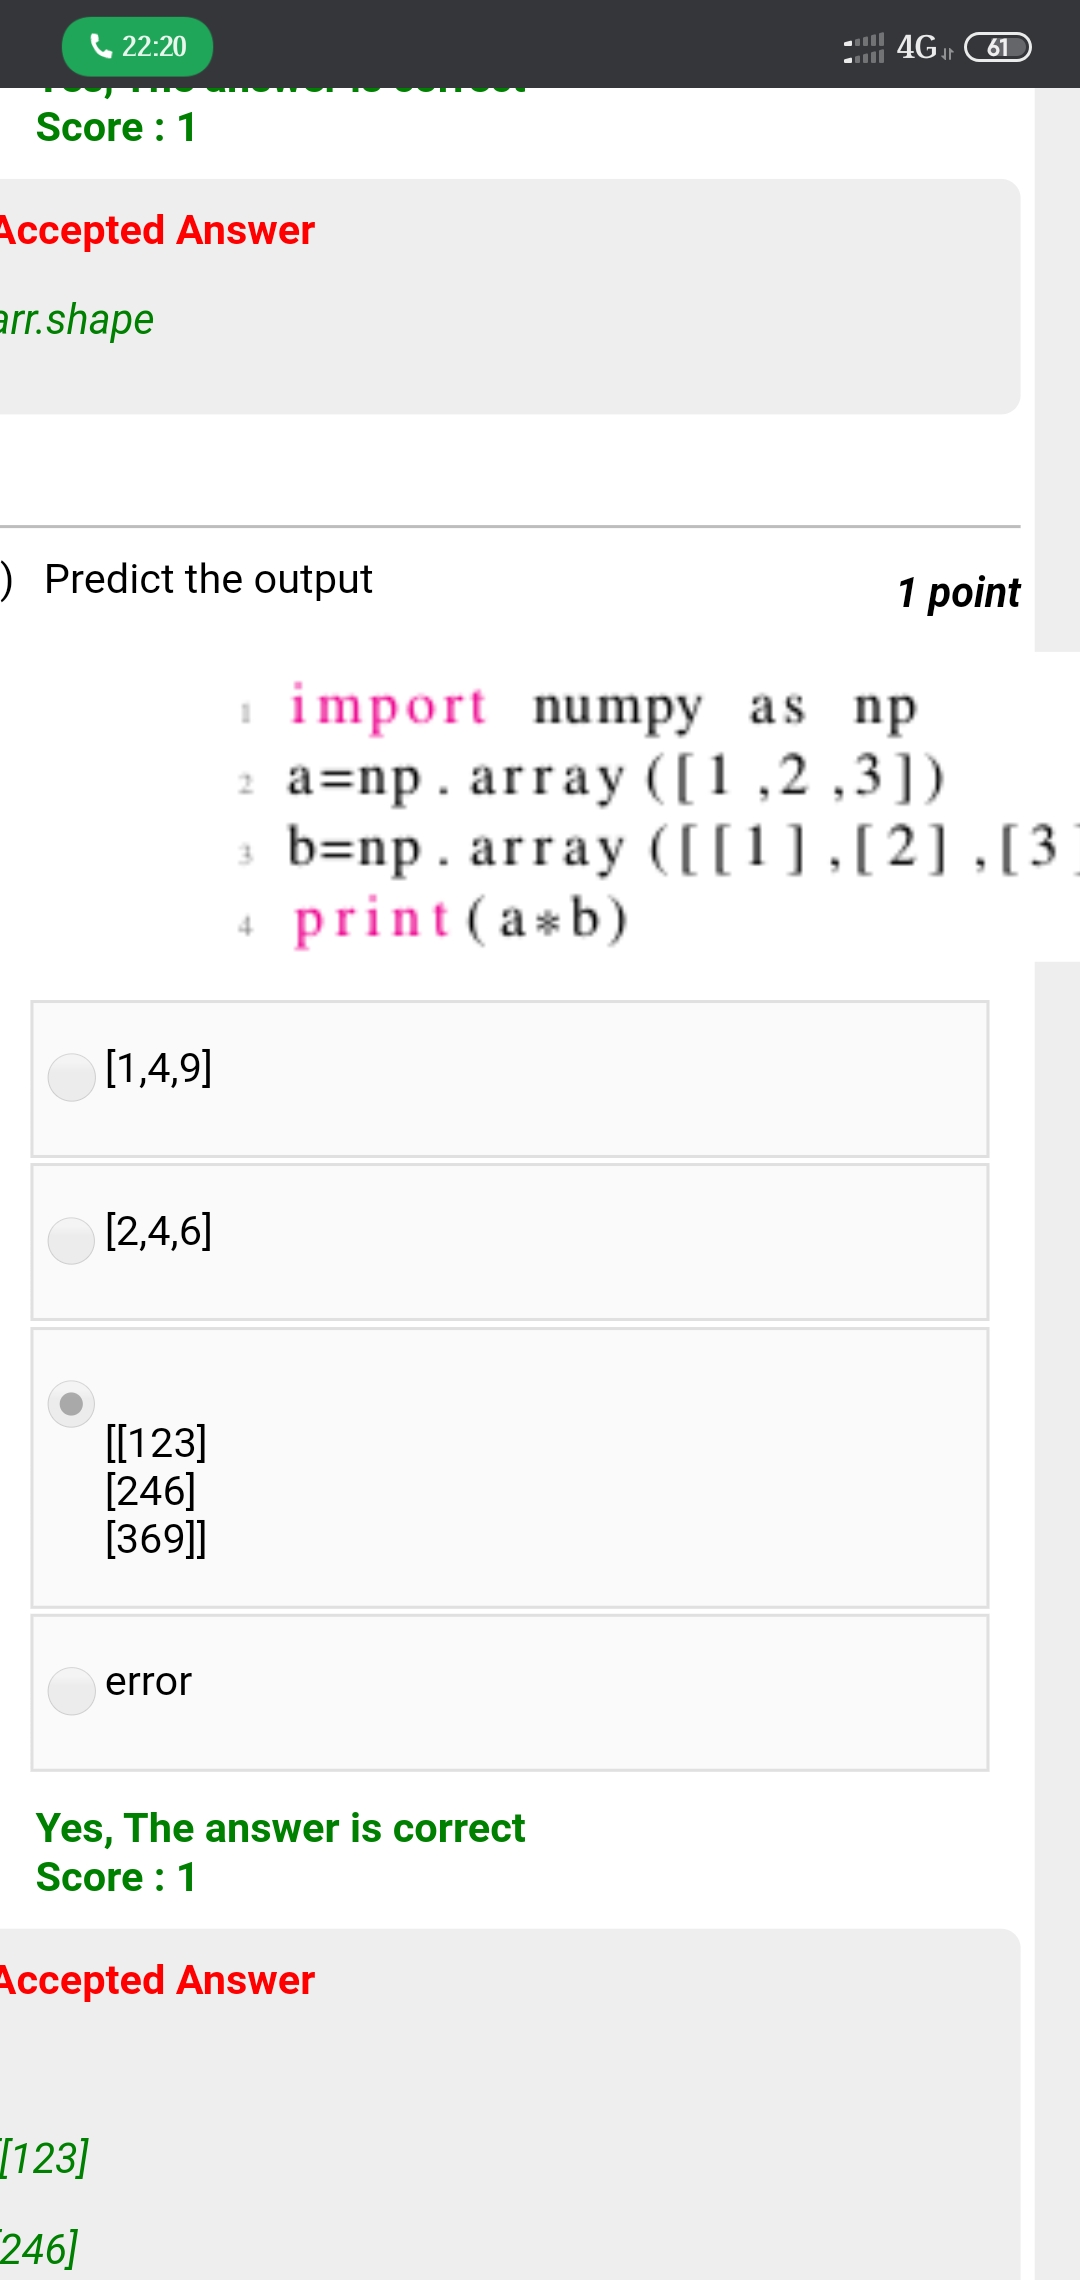 22:20 4G 61
Score : 1
Accepted Answer
arr.shape
) Predict the output
1 point
1 import numpy as np
2 a=np.array([1,2,3])
3 b=np.array([[1],[2],[3]
4 print(a*b)
[1,4,9]
[2,4,6]
[[123]
[246]
[369]]
error
Yes, The answer is correct
Score : 1
Accepted Answer
[123]
246]